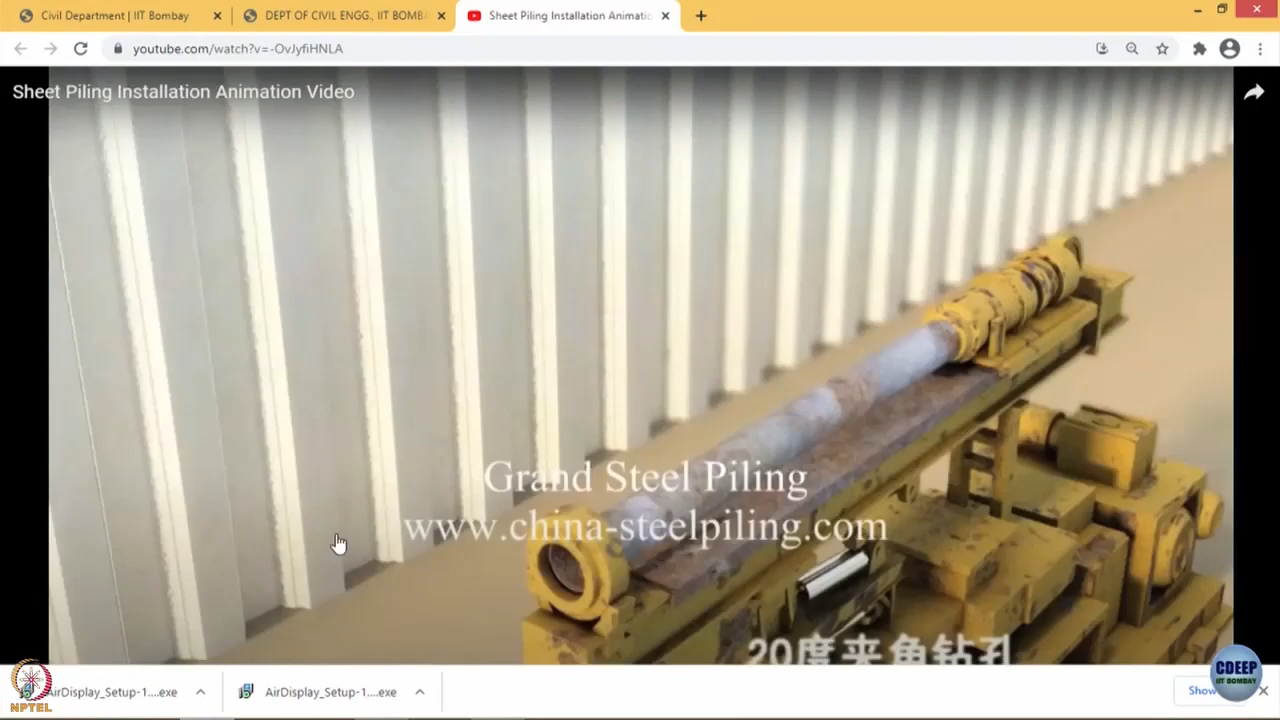 Civil Department | IIT Bombay
DEPT OF CIVIL ENGG., IIT BOMBA
Sheet Piling Installation Animatio
youtube.com/watch?v=-OvJyfiHNLA
Sheet Piling Installation Animation Video
Grand Steel Piling
www.china-steelpiling.com
20度夹角钻孔
AirDisplay_Setup-1....exe
AirDisplay_Setup-1....exe
Show
NPTEL
CDEEP
IIT BOMBAY